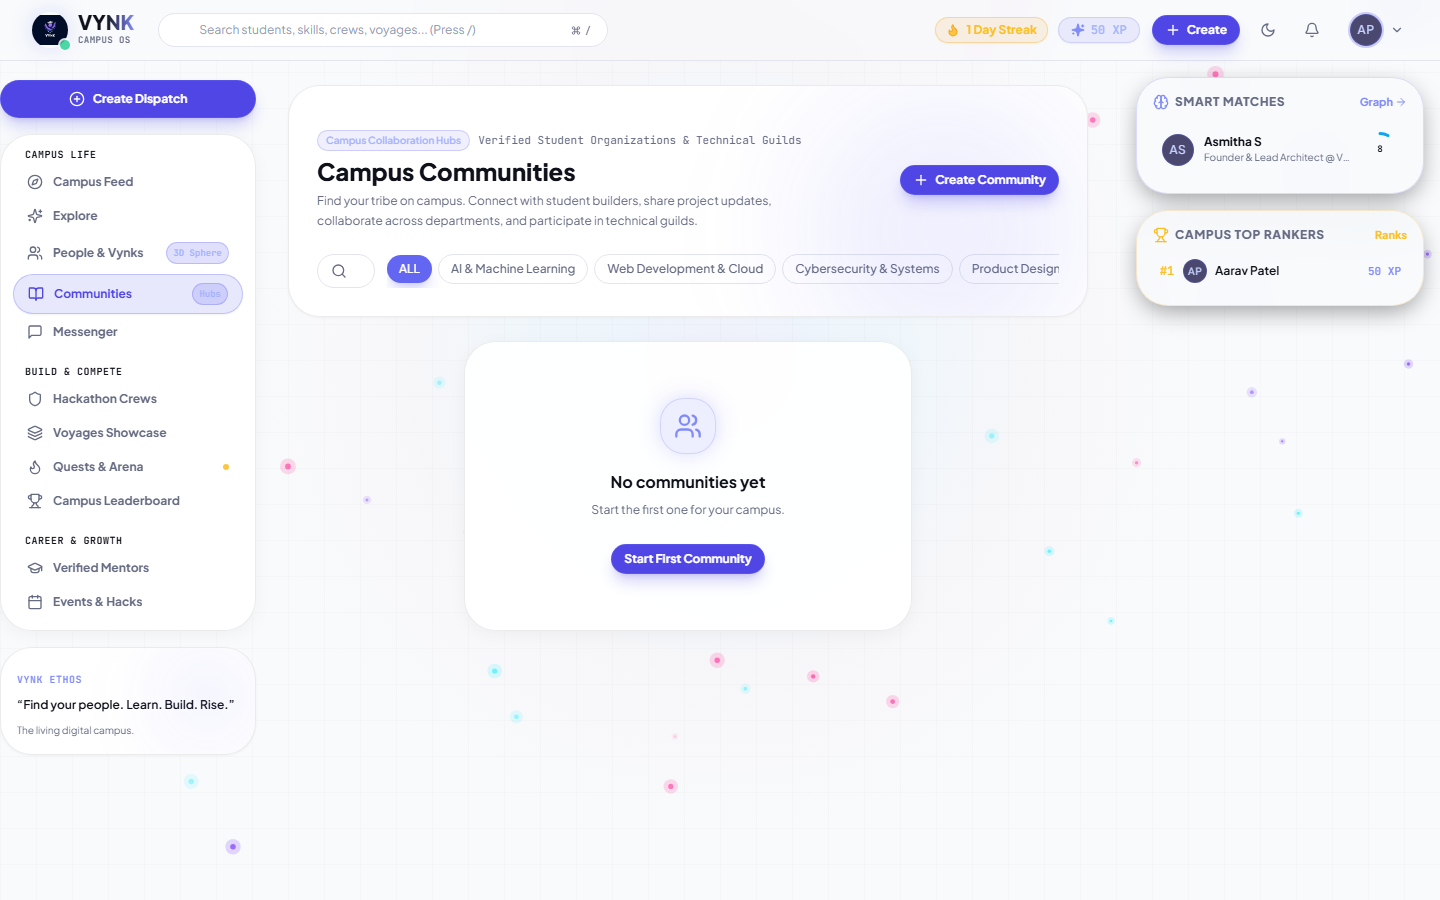 VYNK
CAMPUS OS
Search students, skills, crews, voyages... (Press /)
⌘ /
1 Day Streak
50 XP
Create
AP
Create Dispatch
CAMPUS LIFE
Campus Feed
Explore
People & Vynks
3D Sphere
Communities
Hubs
Messenger
BUILD & COMPETE
Hackathon Crews
Voyages Showcase
Quests & Arena
Campus Leaderboard
CAREER & GROWTH
Verified Mentors
Events & Hacks
VYNK ETHOS
“Find your people. Learn. Build. Rise.”
The living digital campus.
Campus Collaboration Hubs
Verified Student Organizations & Technical Guilds
Campus Communities
Find your tribe on campus. Connect with student builders, share project updates,
collaborate across departments, and participate in technical guilds.
Create Community
ALL
AI & Machine Learning
Web Development & Cloud
Cybersecurity & Systems
Product Design
No communities yet
Start the first one for your campus.
Start First Community
SMART MATCHES
Graph →
AS
Asmitha S
Founder & Lead Architect @ V...
8
CAMPUS TOP RANKERS
Ranks
#1
AP
Aarav Patel
50 XP